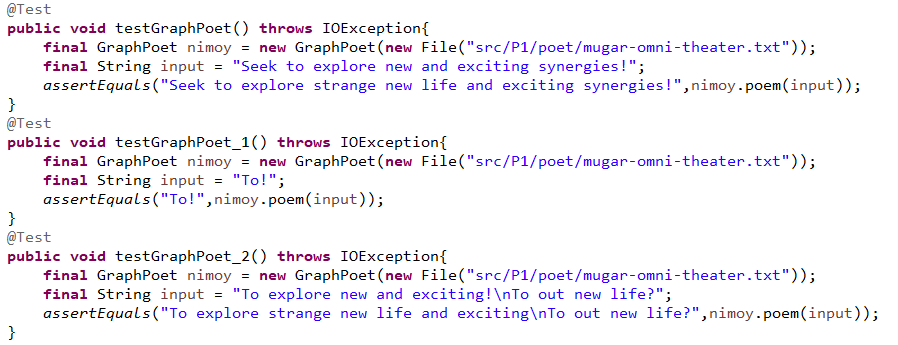 @Test
public void testGraphPoet() throws IOException{
    final GraphPoet nimoy = new GraphPoet(new File("src/P1/poet/mugar-omni-theater.txt"));
    final String input = "Seek to explore new and exciting synergies!";
    assertEquals("Seek to explore strange new life and exciting synergies!",nimoy.poem(input));
}
@Test
public void testGraphPoet_1() throws IOException{
    final GraphPoet nimoy = new GraphPoet(new File("src/P1/poet/mugar-omni-theater.txt"));
    final String input = "To!";
    assertEquals("To!",nimoy.poem(input));
}
@Test
public void testGraphPoet_2() throws IOException{
    final GraphPoet nimoy = new GraphPoet(new File("src/P1/poet/mugar-omni-theater.txt"));
    final String input = "To explore new and exciting!\nTo out new life?";
    assertEquals("To explore strange new life and exciting\nTo out new life?",nimoy.poem(input));
}